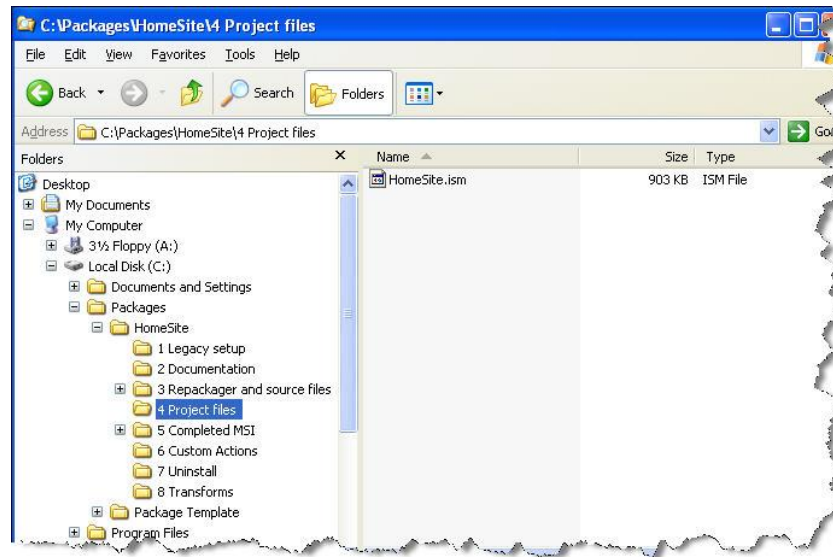 C:\Packages\HomeSite\4 Project files
File Edit View Favorites Tools Help
Back Search Folders
Address C:\Packages\HomeSite\4 Project files Go
Folders × Name Size Type
Desktop
My Documents
My Computer
3½ Floppy (A:)
Local Disk (C:)
Documents and Settings
Packages
HomeSite
1 Legacy setup
2 Documentation
3 Repackager and source files
4 Project files
5 Completed MSI
6 Custom Actions
7 Uninstall
8 Transforms
Package Template
Program Files
HomeSite.ism 903 KB ISM File